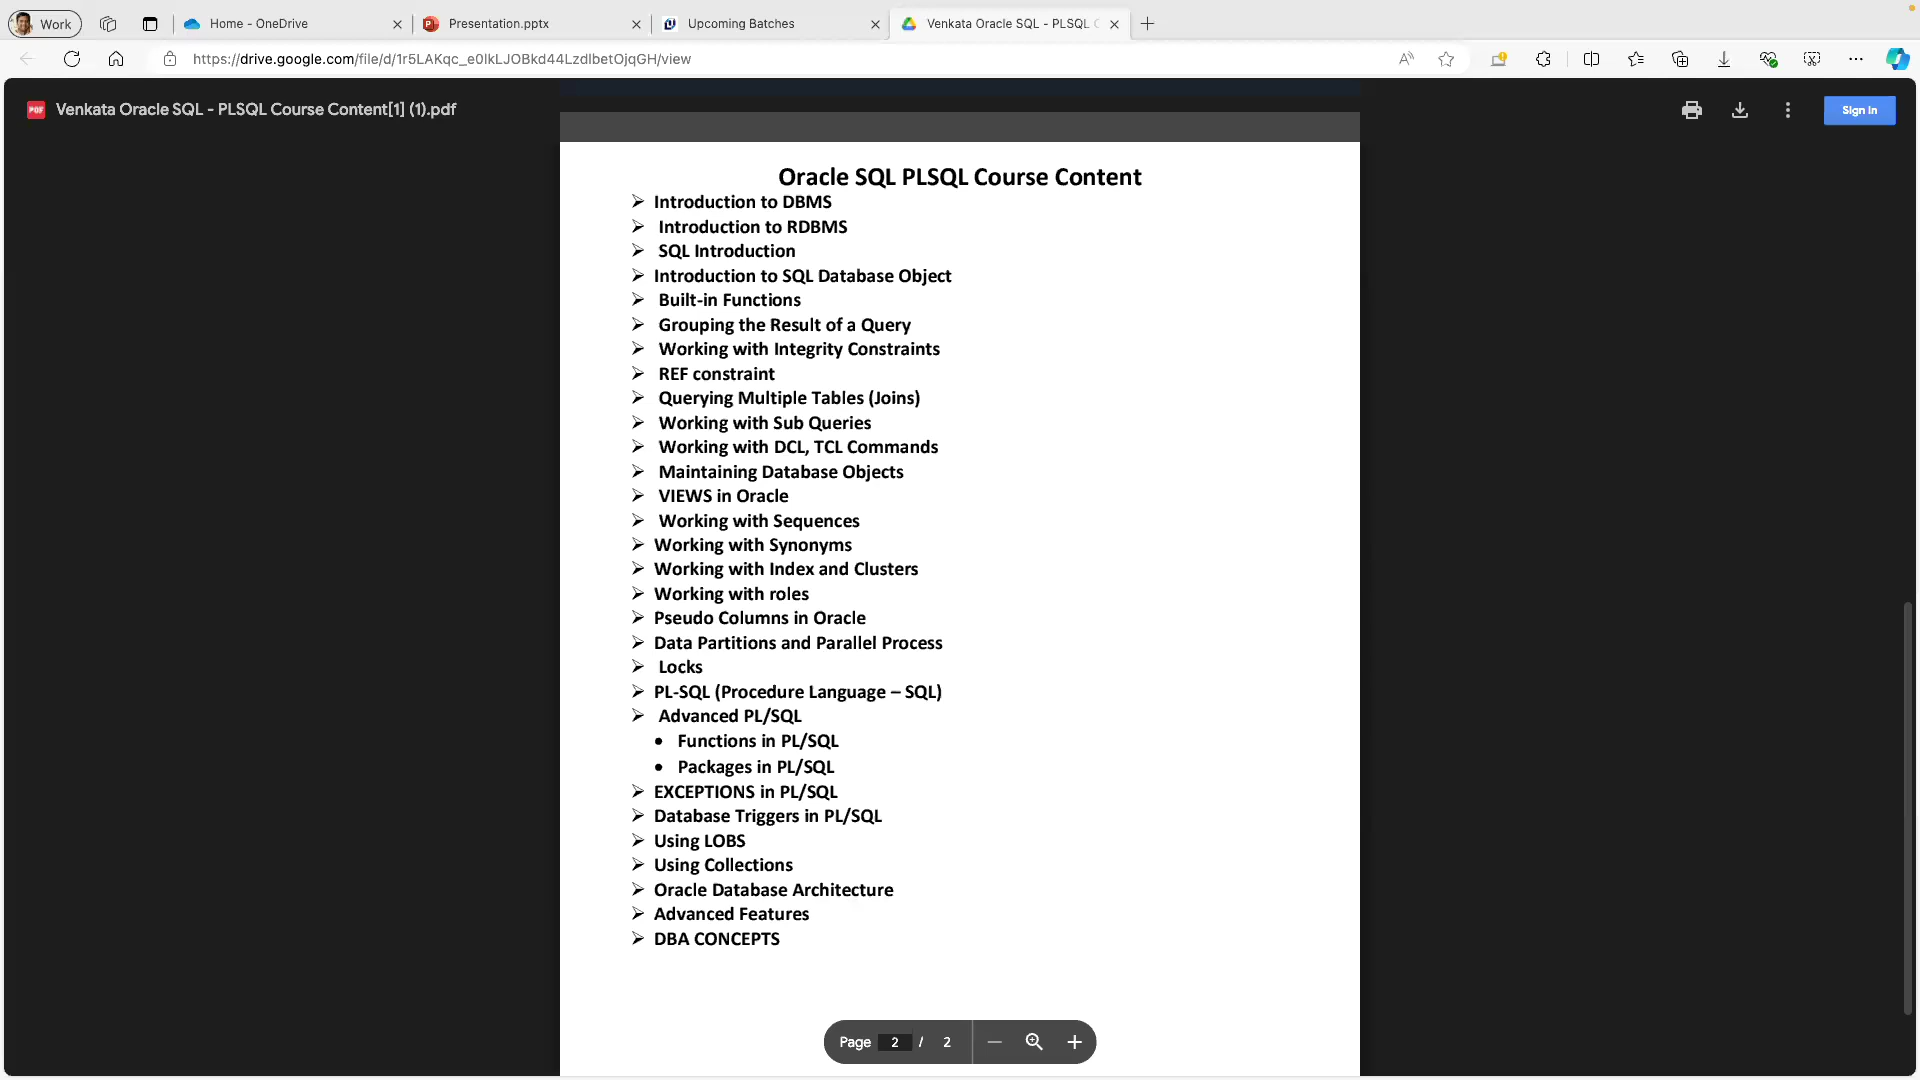 Work
Home - OneDrive
Presentation.pptx
Upcoming Batches
Venkata Oracle SQL - PLSQL C
https://drive.google.com/file/d/1r5LAKqc_e0lkLJOBkd44LzdlbetOjqGH/view
PDF
Venkata Oracle SQL - PLSQL Course Content[1] (1).pdf
Sign in
Oracle SQL PLSQL Course Content
➢ Introduction to DBMS
➢ Introduction to RDBMS
➢ SQL Introduction
➢ Introduction to SQL Database Object
➢ Built-in Functions
➢ Grouping the Result of a Query
➢ Working with Integrity Constraints
➢ REF constraint
➢ Querying Multiple Tables (Joins)
➢ Working with Sub Queries
➢ Working with DCL, TCL Commands
➢ Maintaining Database Objects
➢ VIEWS in Oracle
➢ Working with Sequences
➢ Working with Synonyms
➢ Working with Index and Clusters
➢ Working with roles
➢ Pseudo Columns in Oracle
➢ Data Partitions and Parallel Process
➢ Locks
➢ PL-SQL (Procedure Language – SQL)
➢ Advanced PL/SQL
• Functions in PL/SQL
• Packages in PL/SQL
➢ EXCEPTIONS in PL/SQL
➢ Database Triggers in PL/SQL
➢ Using LOBS
➢ Using Collections
➢ Oracle Database Architecture
➢ Advanced Features
➢ DBA CONCEPTS
Page 2 / 2